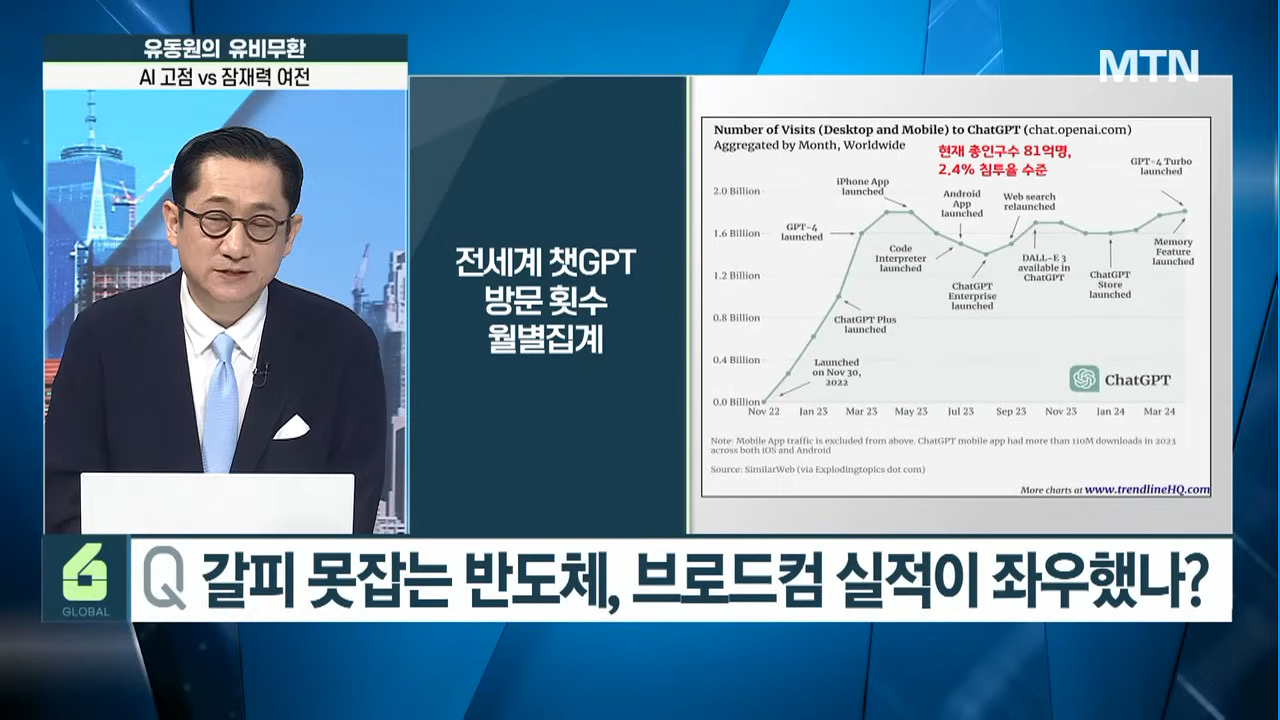 유동원의 유비무환
AI 고점 vs 잠재력 여전
MTN
전세계 챗GPT
방문 횟수
월별집계
Number of Visits (Desktop and Mobile) to ChatGPT (chat.openai.com)
Aggregated by Month, Worldwide
현재 총인구수 81억명,
2.4% 침투율 수준
2.0 Billion
1.6 Billion
1.2 Billion
0.8 Billion
0.4 Billion
0.0 Billion
Launched
on Nov 30,
2022
ChatGPT Plus
launched
GPT-4
launched
iPhone App
launched
Code
Interpreter
launched
Android
App
launched
ChatGPT
Enterprise
launched
Web search
relaunched
DALL-E 3
available in
ChatGPT
ChatGPT
Store
launched
GPT-4 Turbo
launched
Memory
Feature
launched
ChatGPT
Nov 22
Jan 23
Mar 23
May 23
Jul 23
Sep 23
Nov 23
Jan 24
Mar 24
Note: Mobile App traffic is excluded from above. ChatGPT mobile app had more than 110M downloads in 2023
across both iOS and Android
Source: SimilarWeb (via Explodingtopics dot com)
More charts at www.trendlineHQ.com
6
GLOBAL
Q 갈피 못잡는 반도체, 브로드컴 실적이 좌우했나?